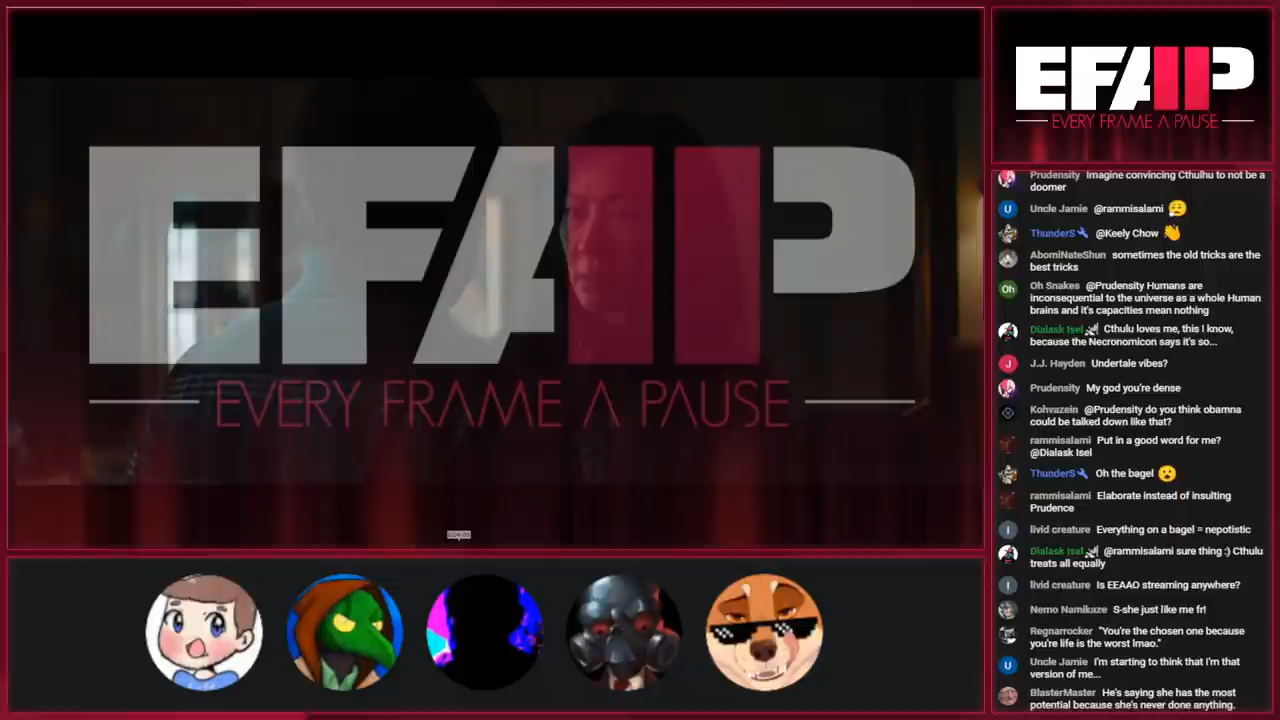 EFAP
EVERY FRAME A PAUSE
EFAP
EVERY FRAME A PAUSE
Prudensity Imagine convincing Cthulhu to not be a
doomer
U
Uncle Jamie @rammisalami
ThunderS @Keely Chow
AbomiNateShun sometimes the old tricks are the
best tricks
Oh
Oh Snakes @Prudensity Humans are
inconsequential to the universe as a whole Human
brains and it's capacities mean nothing
Dialask Isel Cthulu loves me, this I know,
because the Necronomicon says it's so...
J
J.J. Hayden Undertale vibes?
Prudensity My god you're dense
Kohvuzein @Prudensity do you think obamna
could be talked down like that?
rammisalami Put in a good word for me?
@Dialask Isel
ThunderS Oh the bagel
rammisalami Elaborate instead of insulting
Prudence
l
livid creature Everything on a bagel = nepotistic
Dialask Isel @rammisalami sure thing :) Cthulu
treats all equally
l
livid creature Is EEAAO streaming anywhere?
Nemo Namikaze S-she just like me fr!
Regnarrocker "You're the chosen one because
you're life is the worst lmao."
U
Uncle Jamie I'm starting to think that I'm that
version of me...
BlasterMaster He's saying she has the most
potential because she's never done anything.